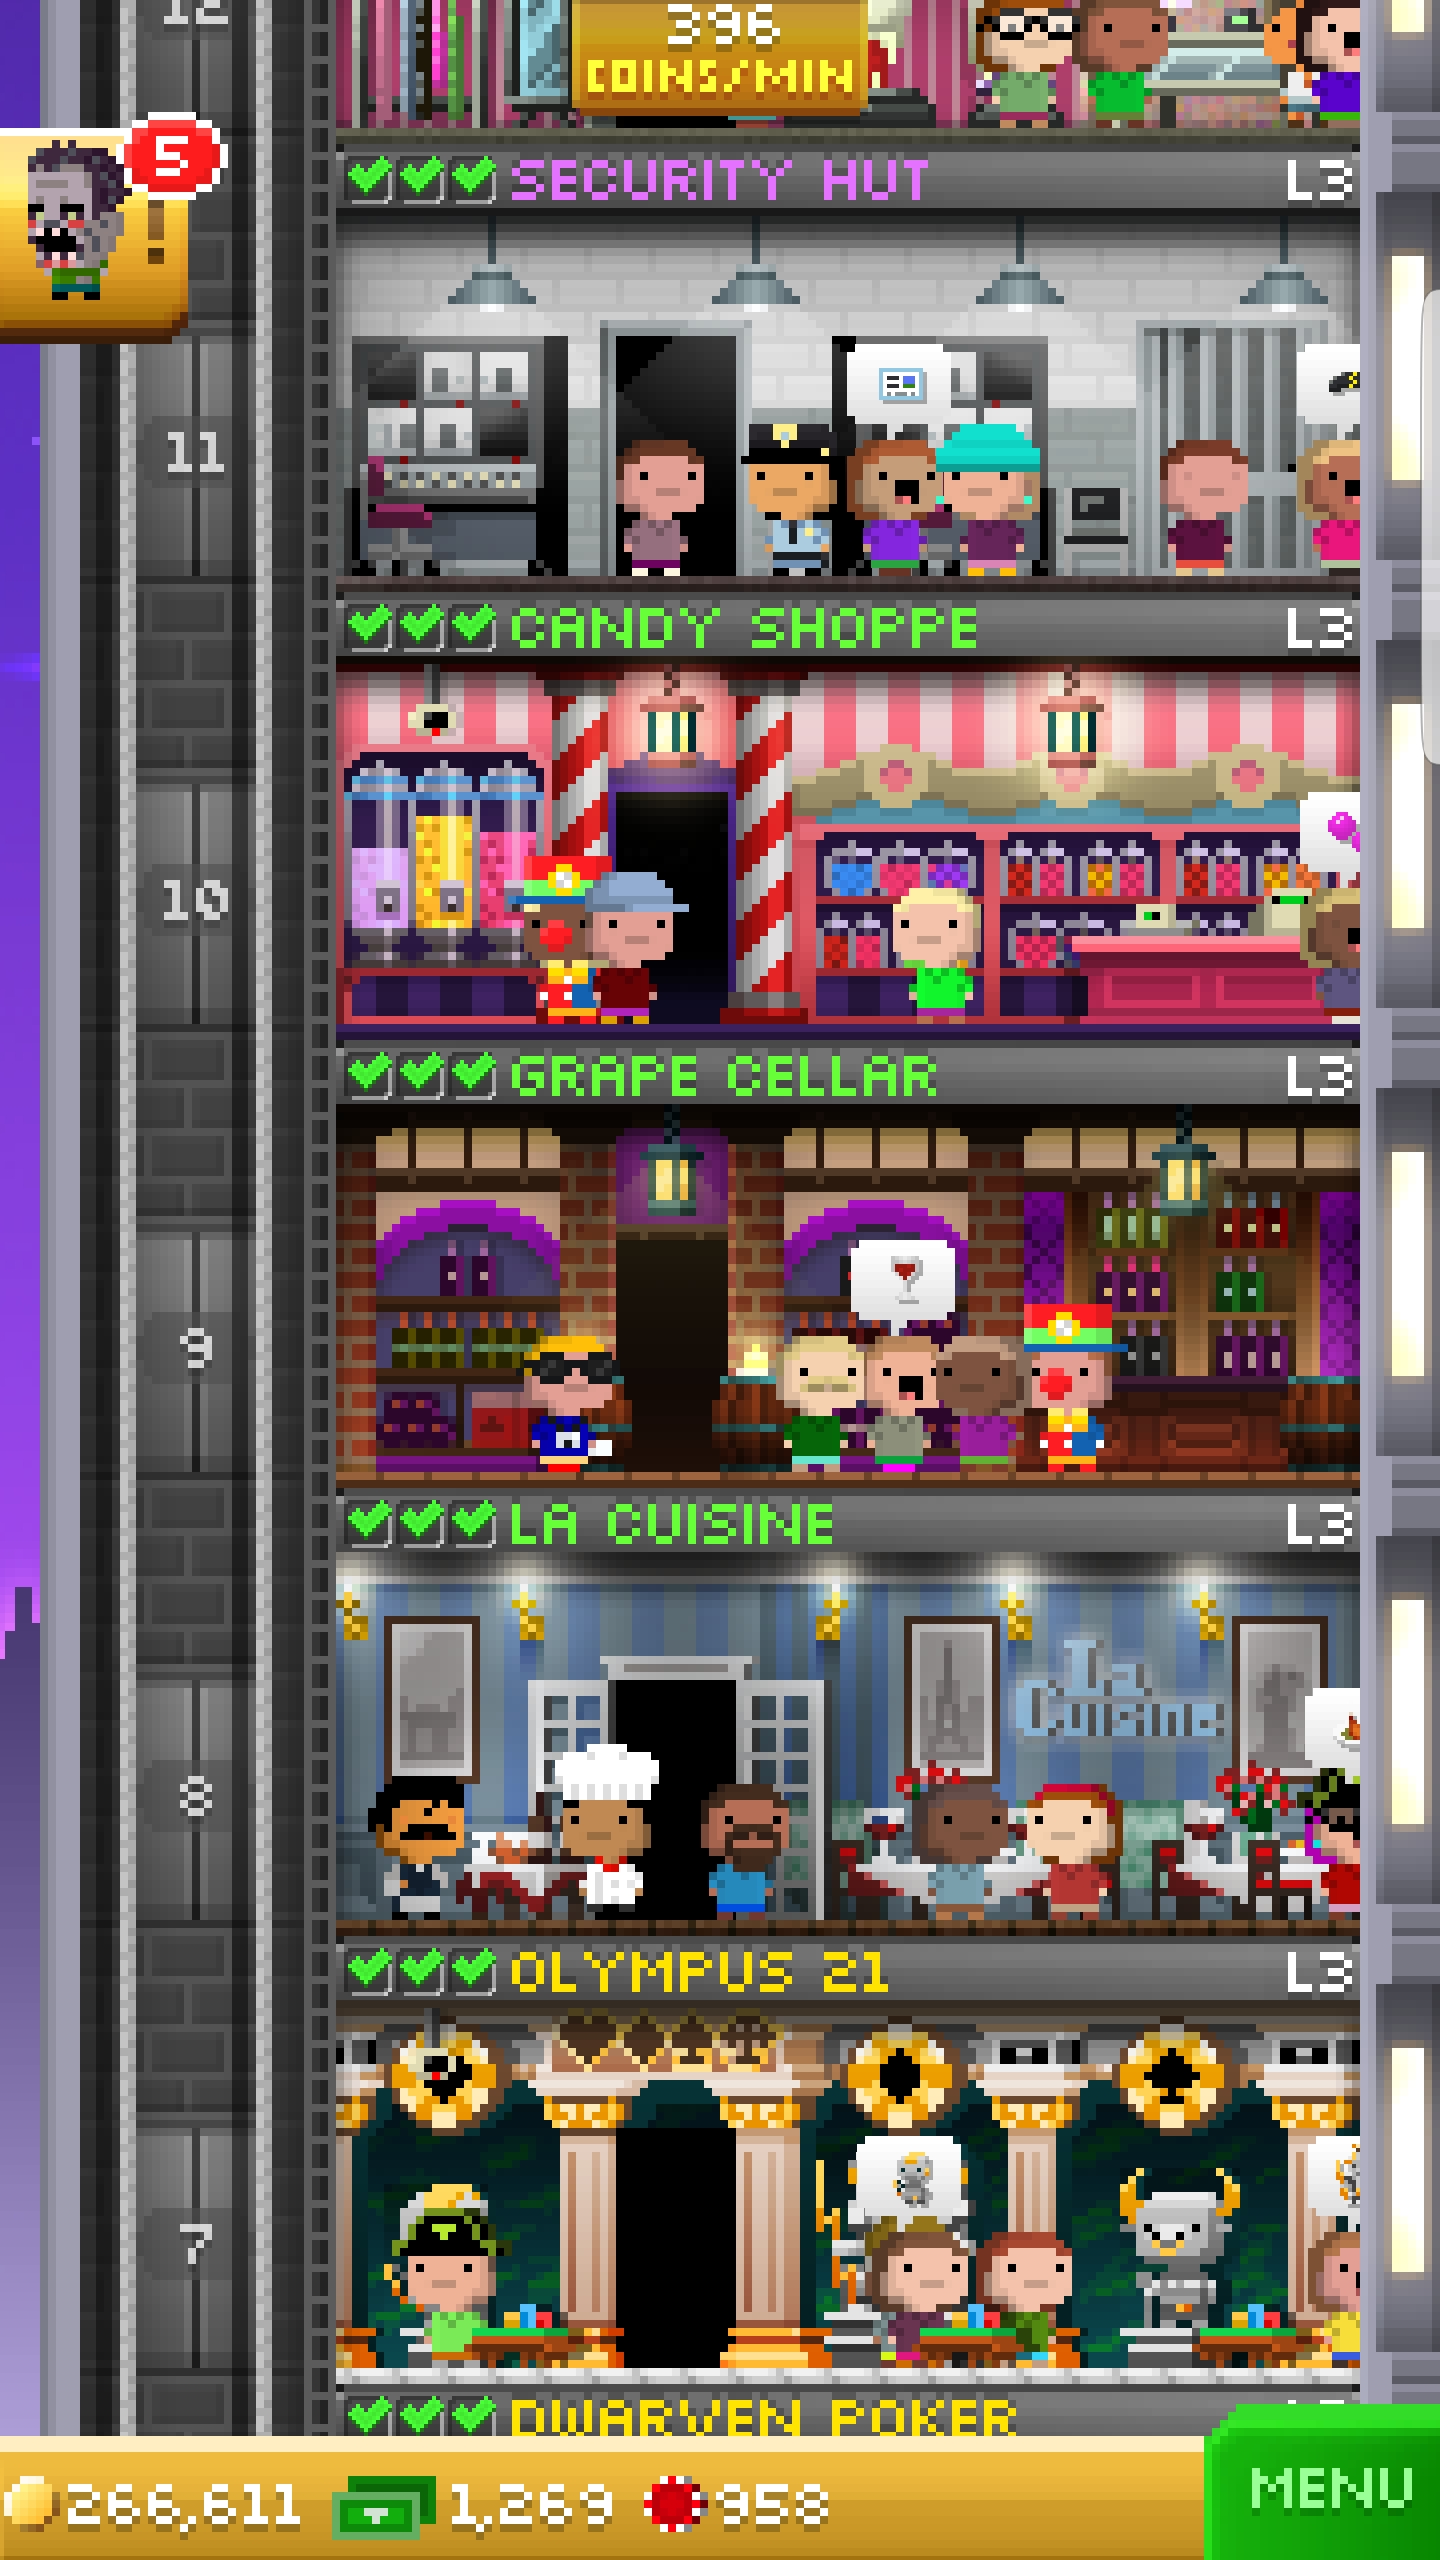 12
396
COINS/MIN
5
!
SECURITY HUT L3
11
CANDY SHOPPE L3
10
GRAPE CELLAR L3
9
LA CUISINE L3
La
Cuisine
8
OLYMPUS 21 L3
7
DWARVEN POKER
266,611 1,269 958
MENU